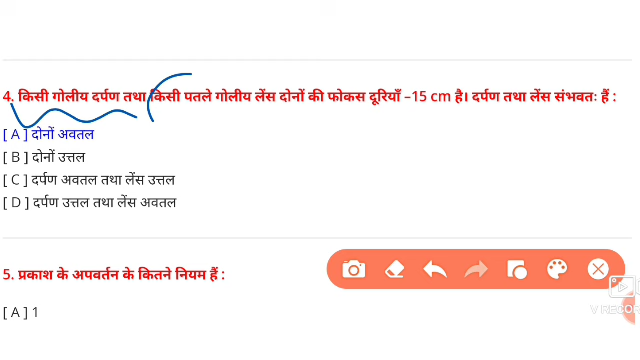 4. किसी गोलीय दर्पण तथा किसी पतले गोलीय लेंस दोनों की फोकस दूरियाँ –15 cm है। दर्पण तथा लेंस संभवतः हैं :
[ A ] दोनों अवतल
[ B ] दोनों उत्तल
[ C ] दर्पण अवतल तथा लेंस उत्तल
[ D ] दर्पण उत्तल तथा लेंस अवतल
5. प्रकाश के अपवर्तन के कितने नियम हैं :
[ A ] 1
V RECOR